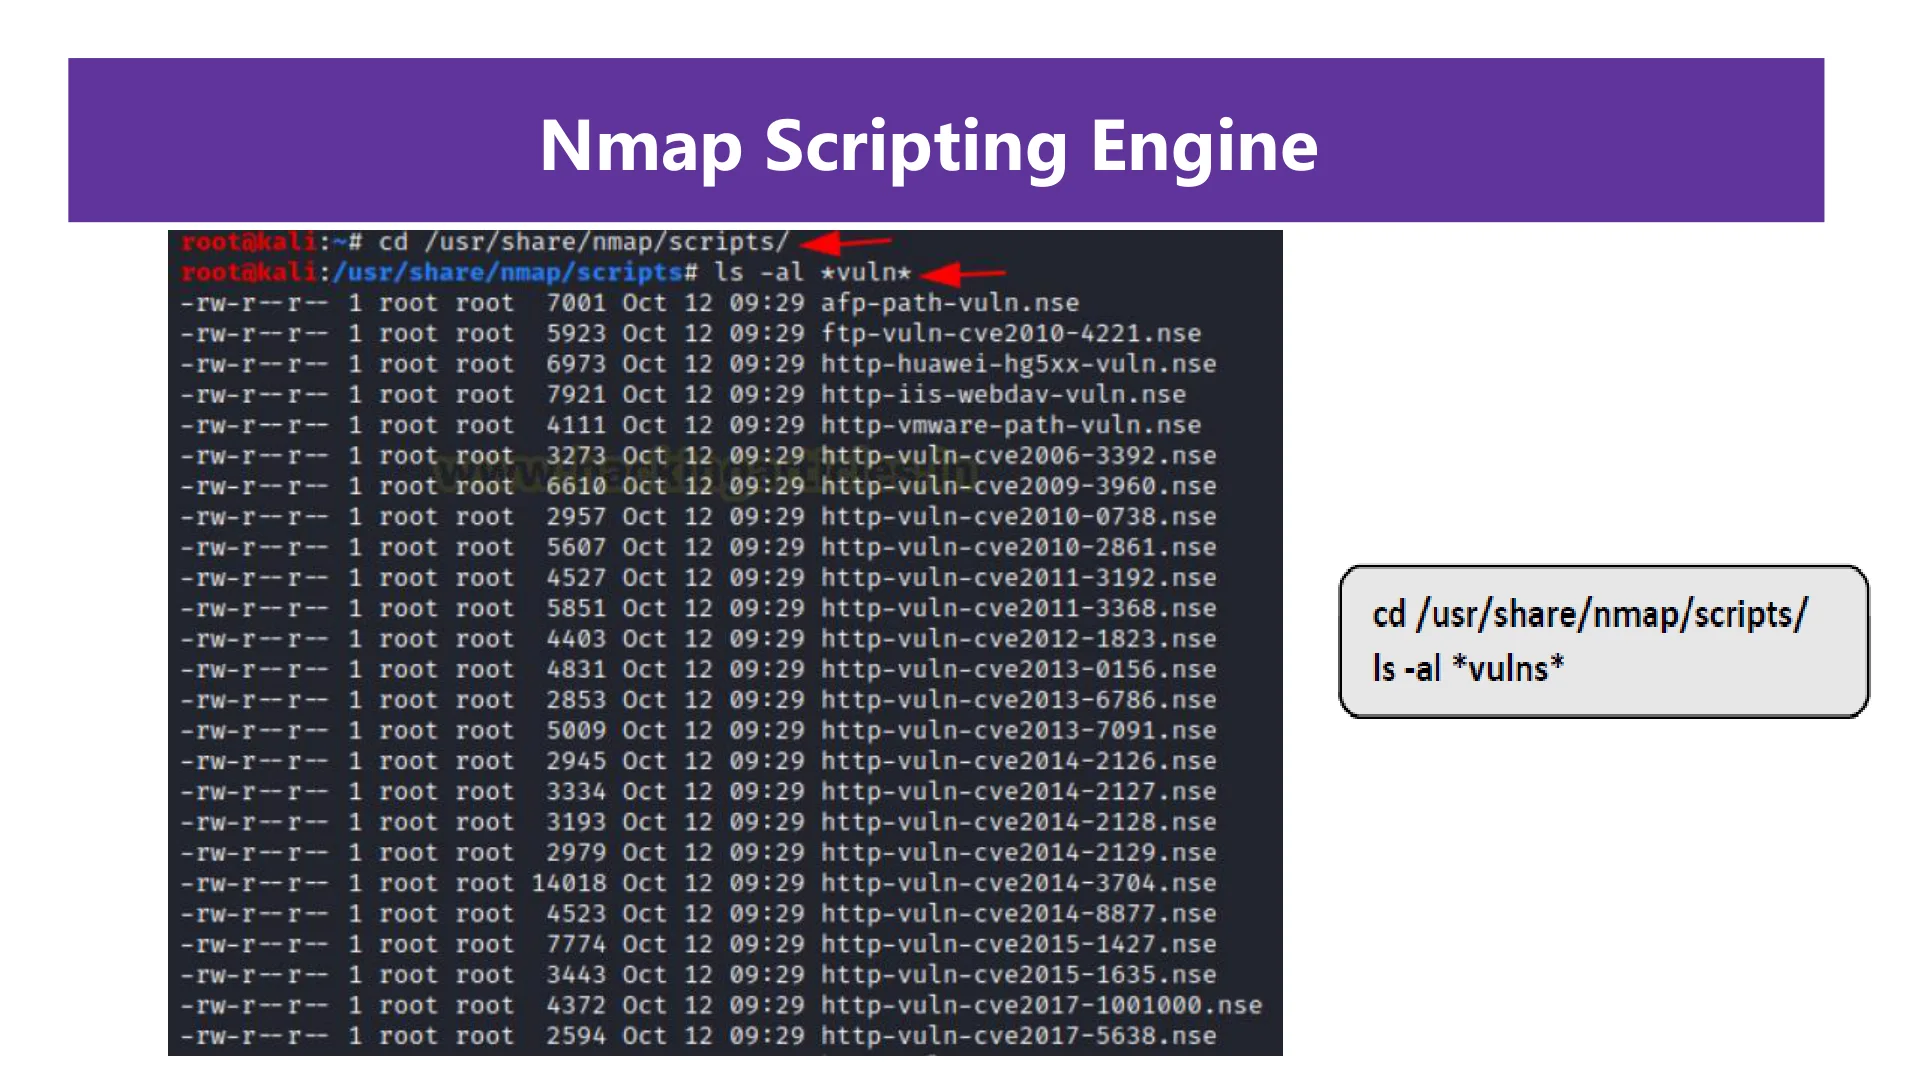 Nmap Scripting Engine
root@kali:~# cd /usr/share/nmap/scripts/
root@kali:/usr/share/nmap/scripts# ls -al *vuln*
-rw-r--r-- 1 root root  7001 Oct 12 09:29 afp-path-vuln.nse
-rw-r--r-- 1 root root  5923 Oct 12 09:29 ftp-vuln-cve2010-4221.nse
-rw-r--r-- 1 root root  6973 Oct 12 09:29 http-huawei-hg5xx-vuln.nse
-rw-r--r-- 1 root root  7921 Oct 12 09:29 http-iis-webdav-vuln.nse
-rw-r--r-- 1 root root  4111 Oct 12 09:29 http-vmware-path-vuln.nse
-rw-r--r-- 1 root root  3273 Oct 12 09:29 http-vuln-cve2006-3392.nse
www.hackingarticles.in
-rw-r--r-- 1 root root  6610 Oct 12 09:29 http-vuln-cve2009-3960.nse
-rw-r--r-- 1 root root  2957 Oct 12 09:29 http-vuln-cve2010-0738.nse
-rw-r--r-- 1 root root  5607 Oct 12 09:29 http-vuln-cve2010-2861.nse
-rw-r--r-- 1 root root  4527 Oct 12 09:29 http-vuln-cve2011-3192.nse
-rw-r--r-- 1 root root  5851 Oct 12 09:29 http-vuln-cve2011-3368.nse
-rw-r--r-- 1 root root  4403 Oct 12 09:29 http-vuln-cve2012-1823.nse
-rw-r--r-- 1 root root  4831 Oct 12 09:29 http-vuln-cve2013-0156.nse
-rw-r--r-- 1 root root  2853 Oct 12 09:29 http-vuln-cve2013-6786.nse
-rw-r--r-- 1 root root  5009 Oct 12 09:29 http-vuln-cve2013-7091.nse
-rw-r--r-- 1 root root  2945 Oct 12 09:29 http-vuln-cve2014-2126.nse
-rw-r--r-- 1 root root  3334 Oct 12 09:29 http-vuln-cve2014-2127.nse
-rw-r--r-- 1 root root  3193 Oct 12 09:29 http-vuln-cve2014-2128.nse
-rw-r--r-- 1 root root  2979 Oct 12 09:29 http-vuln-cve2014-2129.nse
-rw-r--r-- 1 root root 14018 Oct 12 09:29 http-vuln-cve2014-3704.nse
-rw-r--r-- 1 root root  4523 Oct 12 09:29 http-vuln-cve2014-8877.nse
-rw-r--r-- 1 root root  7774 Oct 12 09:29 http-vuln-cve2015-1427.nse
-rw-r--r-- 1 root root  3443 Oct 12 09:29 http-vuln-cve2015-1635.nse
-rw-r--r-- 1 root root  4372 Oct 12 09:29 http-vuln-cve2017-1001000.nse
-rw-r--r-- 1 root root  2594 Oct 12 09:29 http-vuln-cve2017-5638.nse
cd /usr/share/nmap/scripts/
ls -al *vulns*